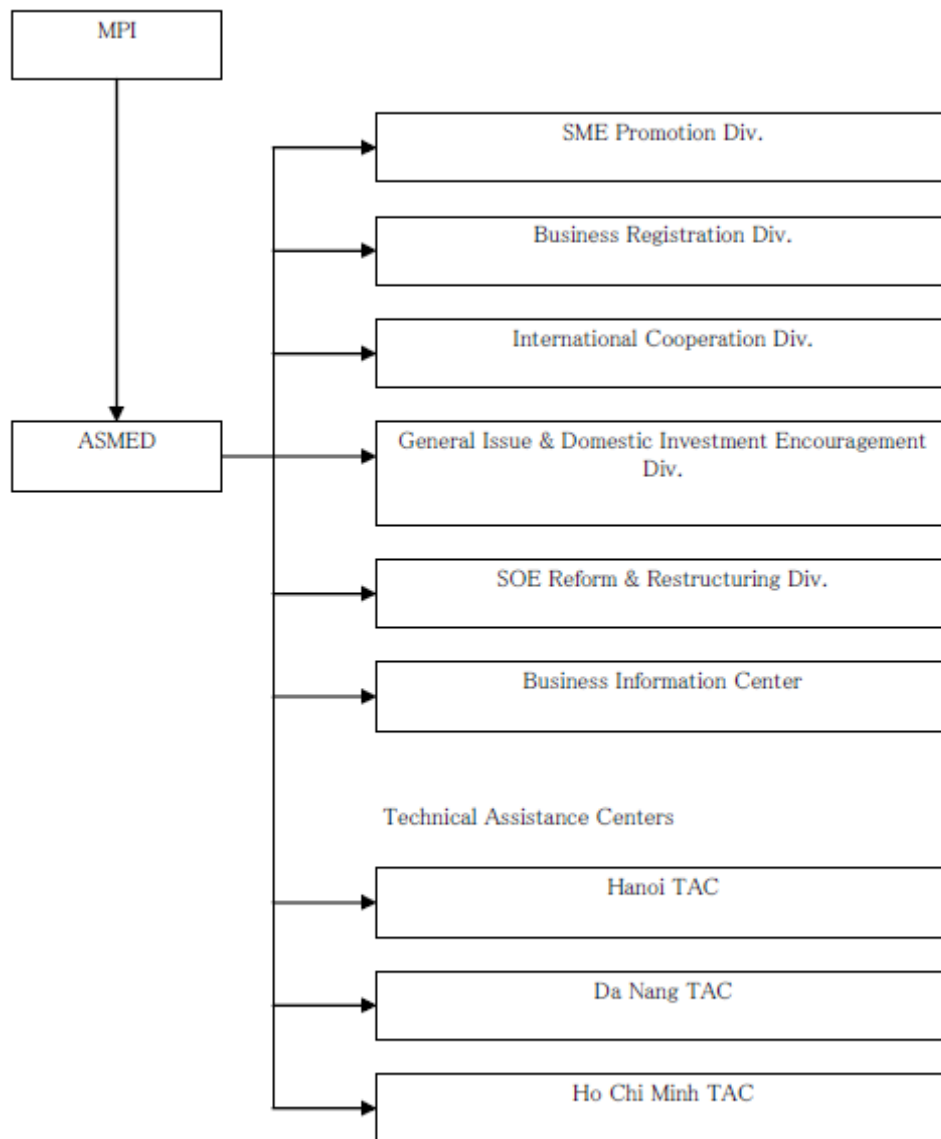 MPI
SME Promotion Div.
Business Registration Div.
International Cooperation Div.
ASMED
General Issue & Domestic Investment Encouragement
Div.
SOE Reform & Restructuring Div.
Business Information Center
Technical Assistance Centers
Hanoi TAC
Da Nang TAC
Ho Chi Minh TAC